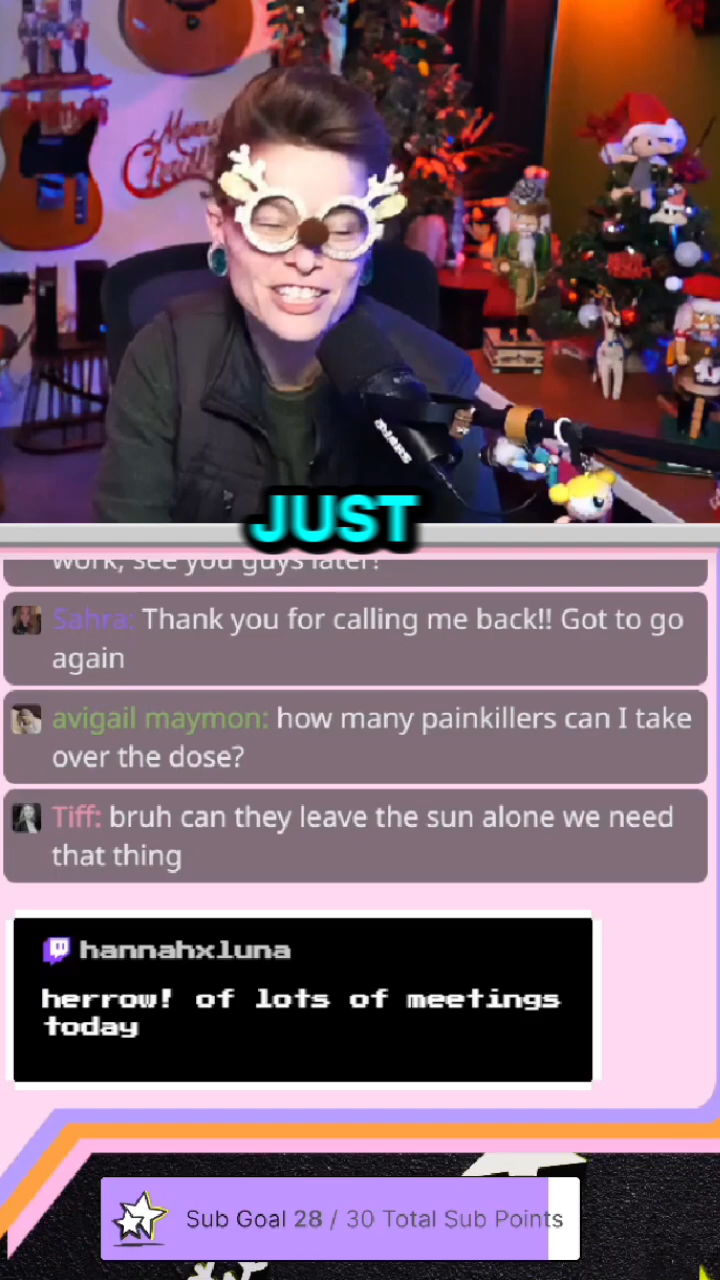 Merry
Christmas
JUST
work, see you guys later!
Sahra: Thank you for calling me back!! Got to go
again
avigail maymon: how many painkillers can I take
over the dose?
Tiff: bruh can they leave the sun alone we need
that thing
hannahxluna
herrow! of lots of meetings
today
Sub Goal 28 / 30 Total Sub Points